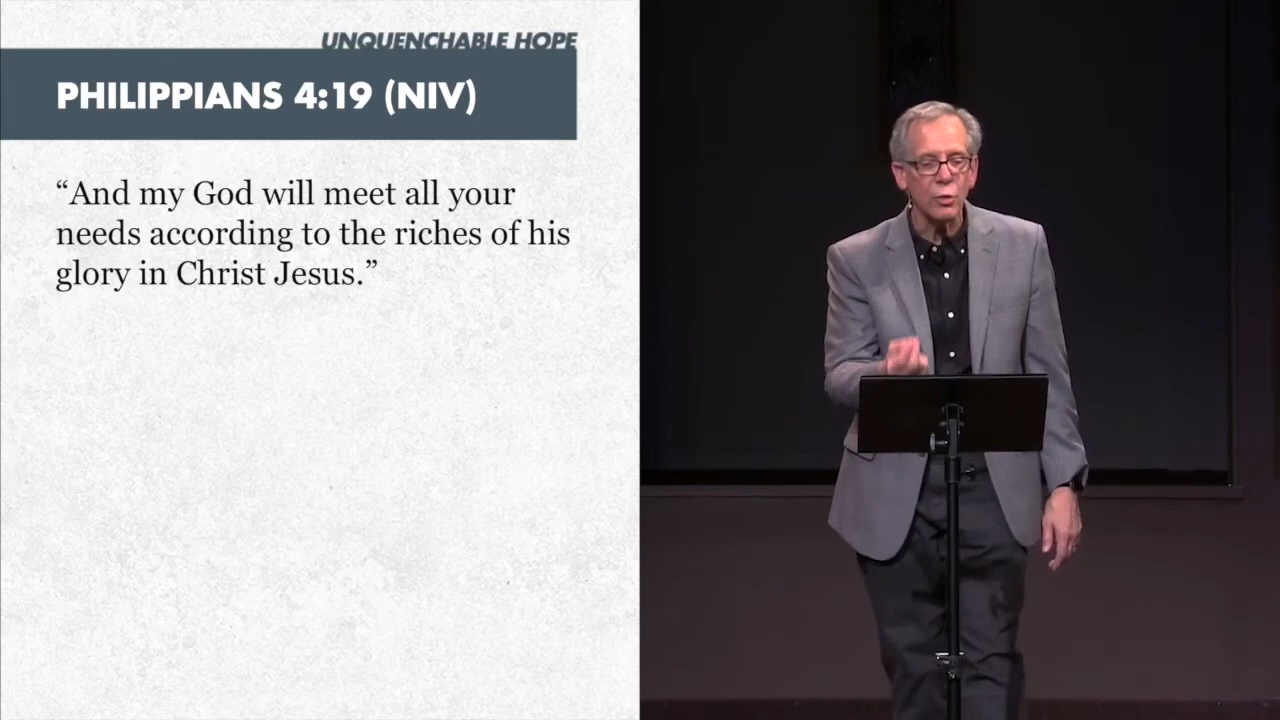 UNQUENCHABLE HOPE
PHILIPPIANS 4:19 (NIV)
“And my God will meet all your
needs according to the riches of his
glory in Christ Jesus.”